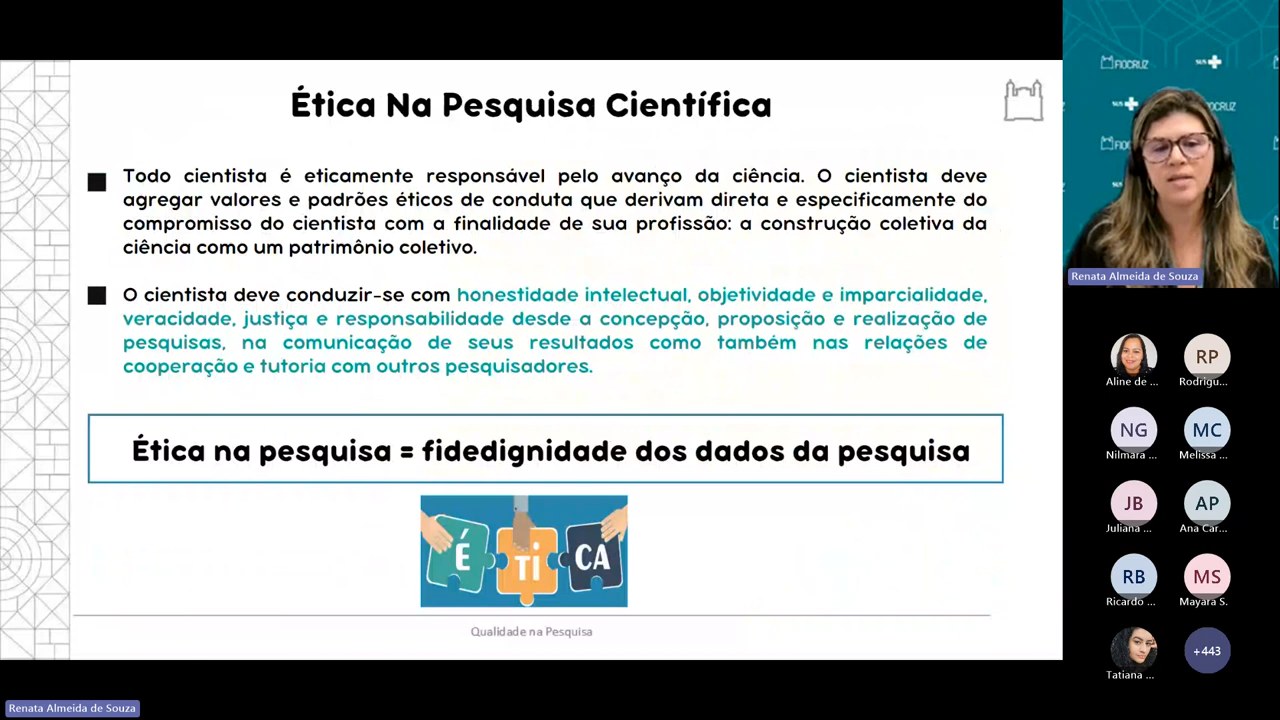 Ética Na Pesquisa Científica
Todo cientista é eticamente responsável pelo avanço da ciência. O cientista deve
agregar valores e padrões éticos de conduta que derivam direta e especificamente do
compromisso do cientista com a finalidade de sua profissão: a construção coletiva da
ciência como um patrimônio coletivo.
O cientista deve conduzir-se com honestidade intelectual, objetividade e imparcialidade,
veracidade, justiça e responsabilidade desde a concepção, proposição e realização de
pesquisas, na comunicação de seus resultados como também nas relações de
cooperação e tutoria com outros pesquisadores.
Ética na pesquisa = fidedignidade dos dados da pesquisa
É Ti CA
Qualidade na Pesquisa
FIOCRUZ
SUS
SUS
OCRUZ
FIOC
Renata Almeida de Souza
Aline de ...
RP
Rodrigu...
NG
Nilmara ...
MC
Melissa ...
JB
Juliana ...
AP
Ana Car...
RB
Ricardo ...
MS
Mayara S.
Tatiana ...
+443
Renata Almeida de Souza